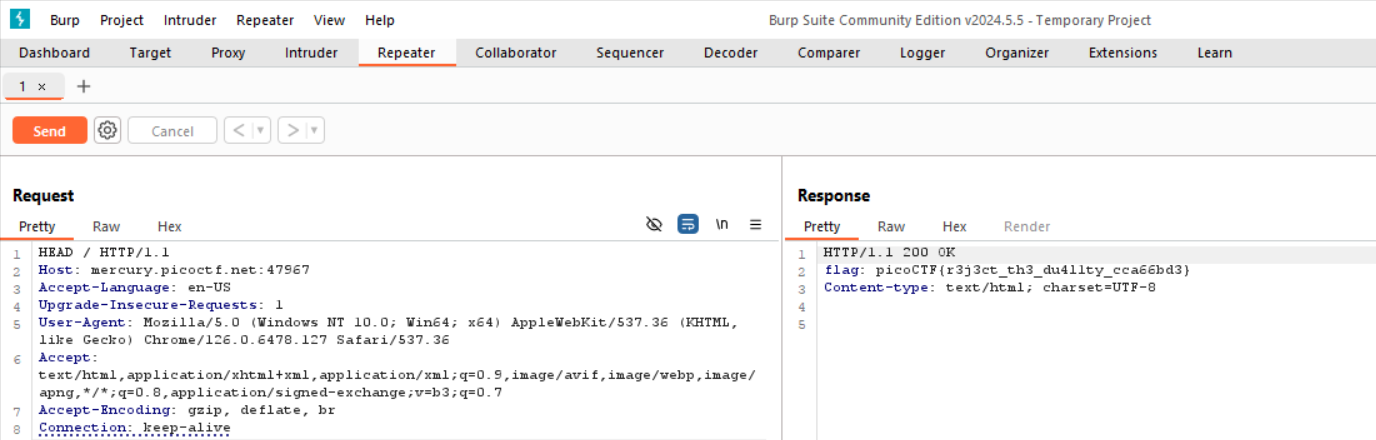 Burp Project Intruder Repeater View Help Burp Suite Community Edition v2024.5.5 - Temporary Project
Dashboard Target Proxy Intruder Repeater Collaborator Sequencer Decoder Comparer Logger Organizer Extensions Learn
1 × +
Send Cancel < >
Request
Pretty Raw Hex \n
1 HEAD / HTTP/1.1
2 Host: mercury.picoctf.net:47967
3 Accept-Language: en-US
4 Upgrade-Insecure-Requests: 1
5 User-Agent: Mozilla/5.0 (Windows NT 10.0; Win64; x64) AppleWebKit/537.36 (KHTML,
like Gecko) Chrome/126.0.6478.127 Safari/537.36
6 Accept:
text/html,application/xhtml+xml,application/xml;q=0.9,image/avif,image/webp,image/
apng,*/*;q=0.8,application/signed-exchange;v=b3;q=0.7
7 Accept-Encoding: gzip, deflate, br
8 Connection: keep-alive
Response
Pretty Raw Hex Render
1 HTTP/1.1 200 OK
2 flag: picoCTF{r3j3ct_th3_du4l1ty_cca66bd3}
3 Content-type: text/html; charset=UTF-8
4
5